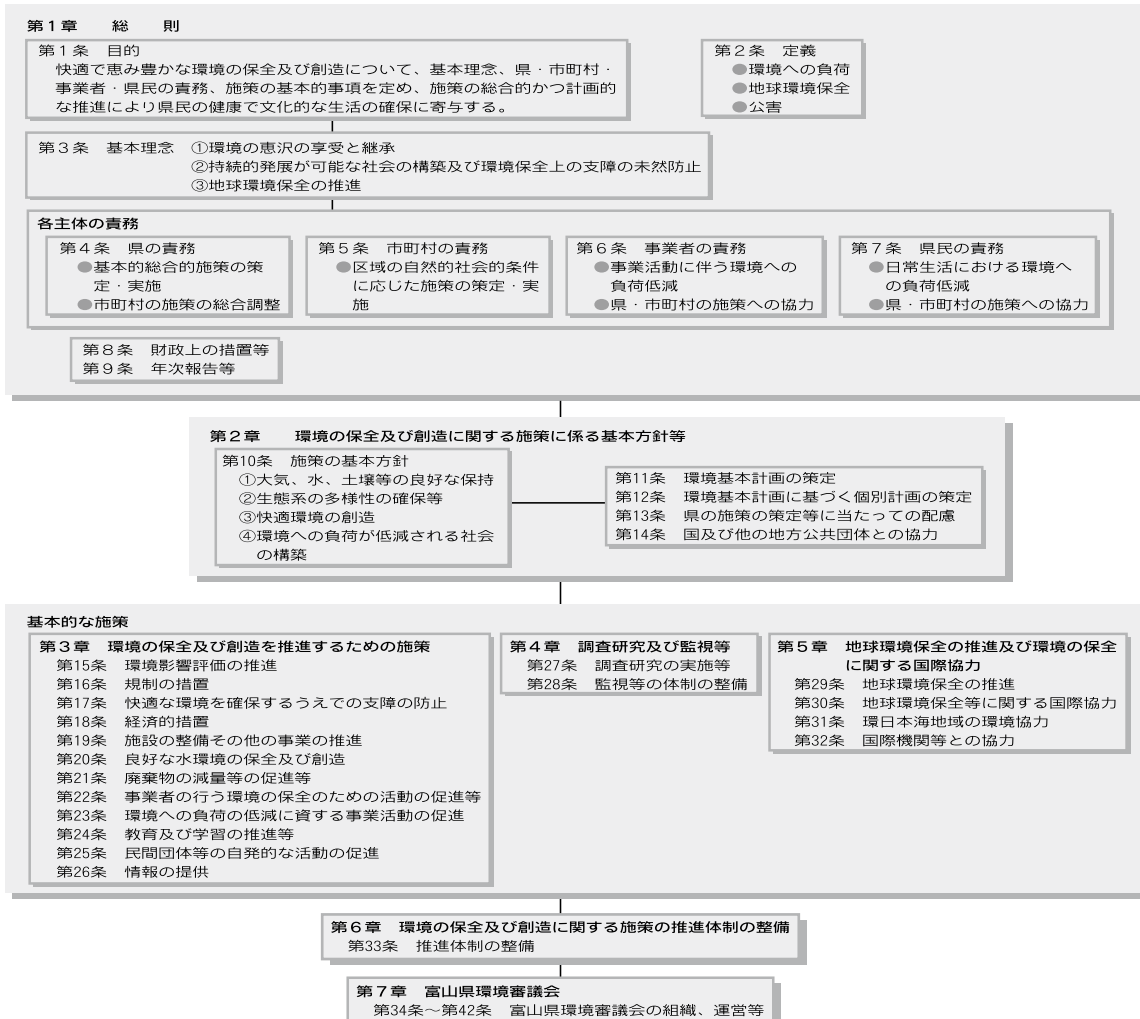 第１章　総　則
第１条　目的
快適で恵み豊かな環境の保全及び創造について、基本理念、県・市町村・
事業者・県民の責務、施策の基本的事項を定め、施策の総合的かつ計画的
な推進により県民の健康で文化的な生活の確保に寄与する。
第２条　定義
●環境への負荷
●地球環境保全
●公害
第３条　基本理念　①環境の恵沢の享受と継承
②持続的発展が可能な社会の構築及び環境保全上の支障の未然防止
③地球環境保全の推進
各主体の責務
第４条　県の責務
●基本的総合的施策の策
定・実施
●市町村の施策の総合調整
第５条　市町村の責務
●区域の自然的社会的条件
に応じた施策の策定・実
施
第６条　事業者の責務
●事業活動に伴う環境への
負荷低減
●県・市町村の施策への協力
第７条　県民の責務
●日常生活における環境へ
の負荷低減
●県・市町村の施策への協力
第８条　財政上の措置等
第９条　年次報告等
第２章　環境の保全及び創造に関する施策に係る基本方針等
第10条　施策の基本方針
①大気、水、土壌等の良好な保持
②生態系の多様性の確保等
③快適環境の創造
④環境への負荷が低減される社会
の構築
第11条　環境基本計画の策定
第12条　環境基本計画に基づく個別計画の策定
第13条　県の施策の策定等に当たっての配慮
第14条　国及び他の地方公共団体との協力
基本的な施策
第３章　環境の保全及び創造を推進するための施策
第15条　環境影響評価の推進
第16条　規制の措置
第17条　快適な環境を確保するうえでの支障の防止
第18条　経済的措置
第19条　施設の整備その他の事業の推進
第20条　良好な水環境の保全及び創造
第21条　廃棄物の減量等の促進等
第22条　事業者の行う環境の保全のための活動の促進等
第23条　環境への負荷の低減に資する事業活動の促進
第24条　教育及び学習の推進等
第25条　民間団体等の自発的な活動の促進
第26条　情報の提供
第４章　調査研究及び監視等
第27条　調査研究の実施等
第28条　監視等の体制の整備
第５章　地球環境保全の推進及び環境の保全
に関する国際協力
第29条　地球環境保全の推進
第30条　地球環境保全等に関する国際協力
第31条　環日本海地域の環境協力
第32条　国際機関等との協力
第６章　環境の保全及び創造に関する施策の推進体制の整備
第33条　推進体制の整備
第７章　富山県環境審議会
第34条～第42条　富山県環境審議会の組織、運営等